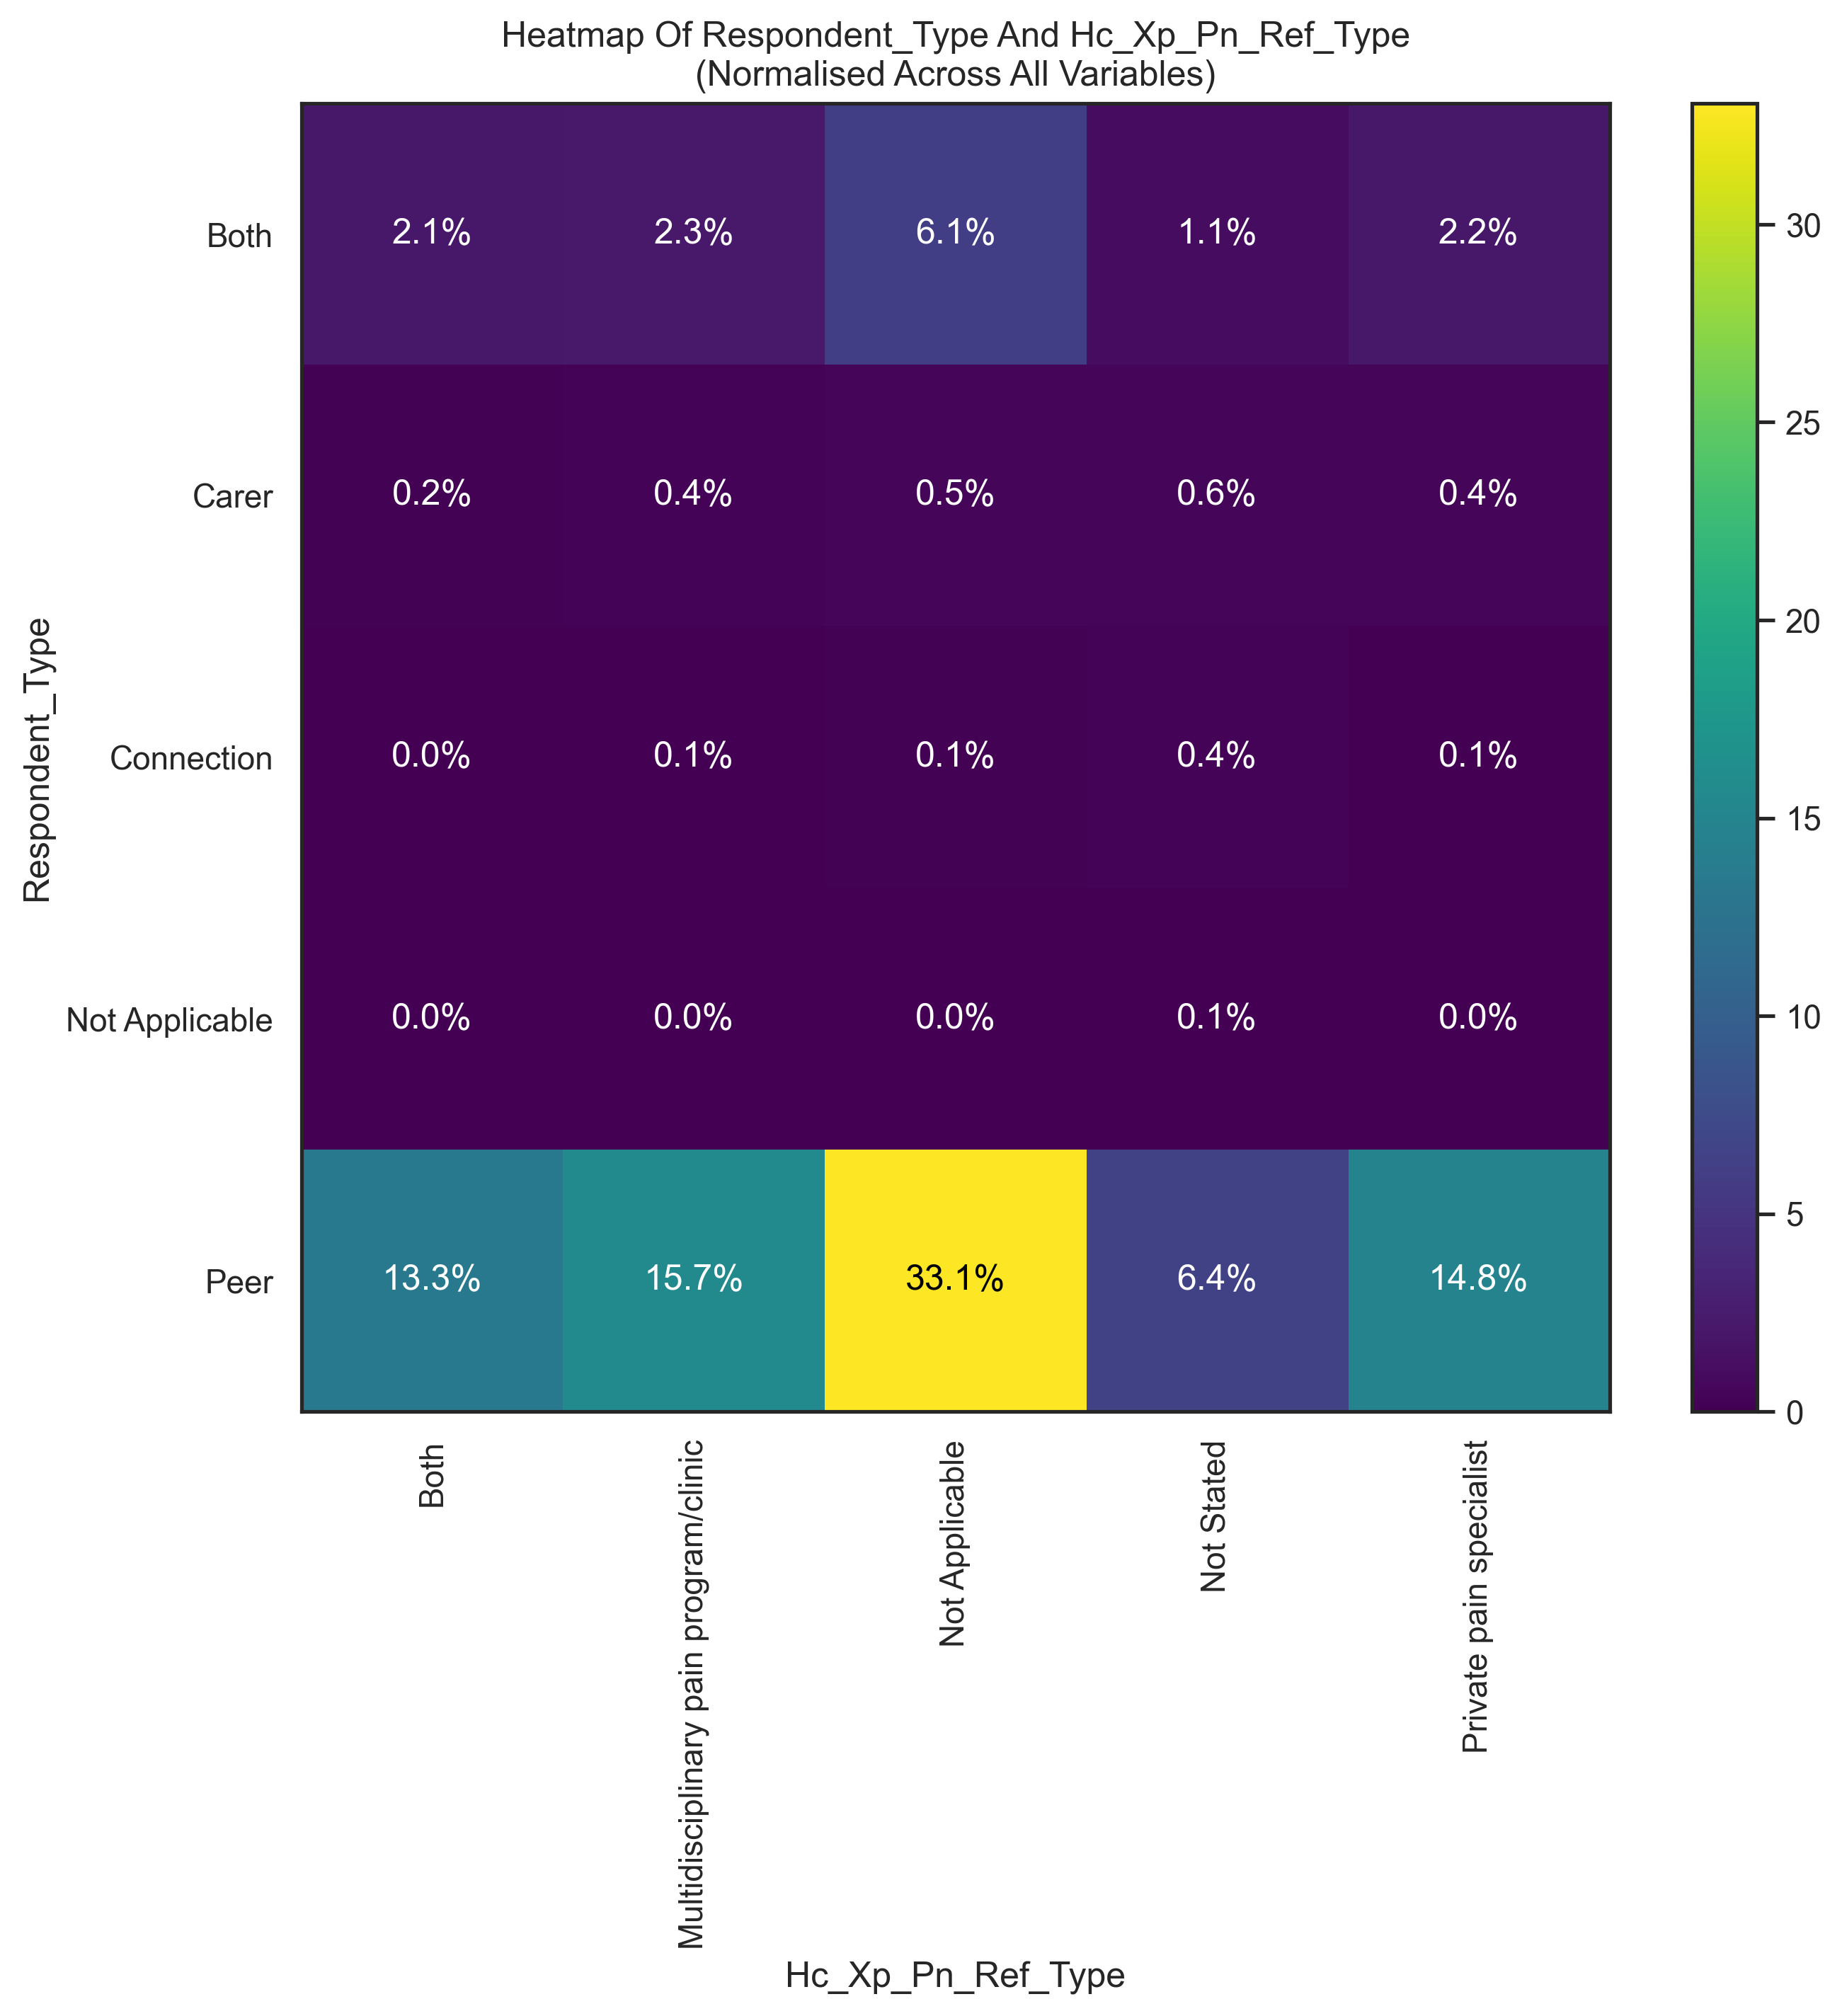 Heatmap Of Respondent_Type And Hc_Xp_Pn_Ref_Type
(Normalised Across All Variables)
Respondent_Type
Both
2.1%
2.3%
6.1%
1.1%
2.2%
Carer
0.2%
0.4%
0.5%
0.6%
0.4%
Connection
0.0%
0.1%
0.1%
0.4%
0.1%
Not Applicable
0.0%
0.0%
0.0%
0.1%
0.0%
Peer
13.3%
15.7%
33.1%
6.4%
14.8%
Both
Multidisciplinary pain program/clinic
Not Applicable
Not Stated
Private pain specialist
Hc_Xp_Pn_Ref_Type
30
25
20
15
10
5
0